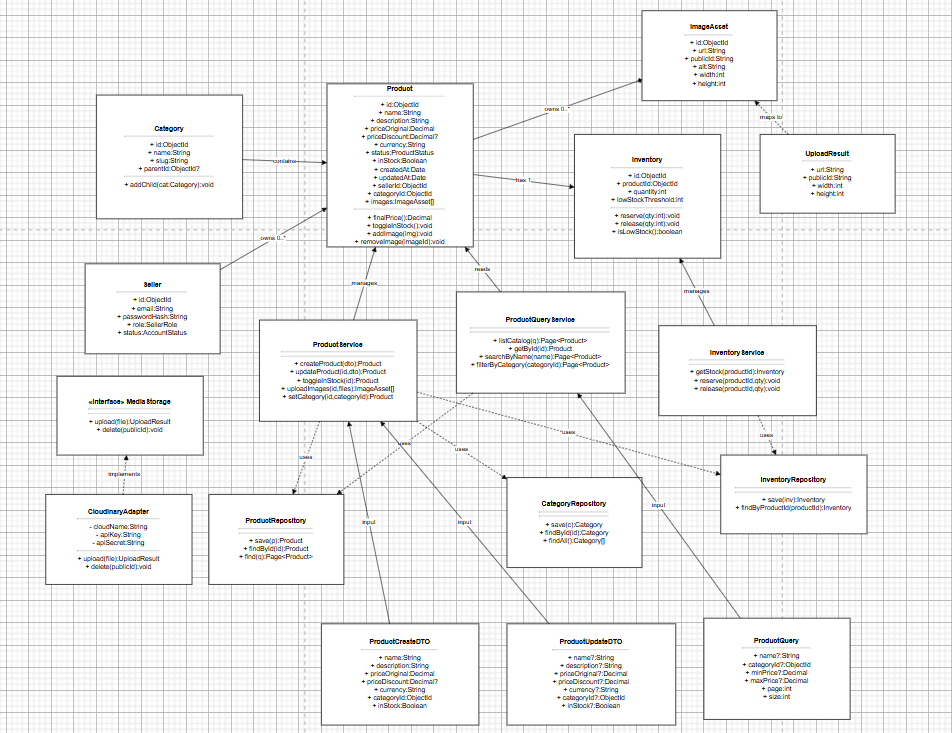 ImageAsset
+ id:ObjectId
+ url:String
+ publicId:String
+ alt:String
+ width:int
+ height:int
Product
+ id:ObjectId
+ name:String
+ description:String
+ priceOriginal:Decimal
+ priceDiscount:Decimal?
+ currency:String
+ status:ProductStatus
+ inStock:Boolean
+ createdAt:Date
+ updatedAt:Date
+ sellerId:ObjectId
+ categoryId:ObjectId
+ images:ImageAsset[]
+ finalPrice():Decimal
+ toggleInStock():void
+ addImage(img):void
+ removeImage(imageId):void
owns 0..*
maps to
Category
+ id:ObjectId
+ name:String
+ slug:String
+ parentId:ObjectId?
+ addChild(cat:Category):void
contains
has 1
Inventory
+ id:ObjectId
+ productId:ObjectId
+ quantity:int
+ lowStockThreshold:int
+ reserve(qty:int):void
+ release(qty:int):void
+ isLowStock():boolean
UploadResult
+ url:String
+ publicId:String
+ width:int
+ height:int
owns 0..*
Seller
+ id:ObjectId
+ email:String
+ passwordHash:String
+ role:SellerRole
+ status:AccountStatus
manages
reads
manages
ProductService
+ createProduct(dto):Product
+ updateProduct(id,dto):Product
+ toggleInStock(id):Product
+ uploadImages(id,files):ImageAsset[]
+ setCategory(id,categoryId):Product
ProductQueryService
+ listCatalog(q):Page<Product>
+ getById(id):Product
+ searchByName(name):Page<Product>
+ filterByCategory(categoryId):Page<Product>
InventoryService
+ getStock(productId):Inventory
+ reserve(productId,qty):void
+ release(productId,qty):void
«interface» MediaStorage
+ upload(file):UploadResult
+ delete(publicId):void
implements
uses
uses
uses
uses
uses
CloudinaryAdapter
- cloudName:String
- apiKey:String
- apiSecret:String
+ upload(file):UploadResult
+ delete(publicId):void
ProductRepository
+ save(p):Product
+ findById(id):Product
+ find(q):Page<Product>
CategoryRepository
+ save(c):Category
+ findById(id):Category
+ findAll():Category[]
InventoryRepository
+ save(inv):Inventory
+ findByProductId(productId):Inventory
input
input
input
ProductCreateDTO
+ name:String
+ description:String
+ priceOriginal:Decimal
+ priceDiscount:Decimal?
+ currency:String
+ categoryId:ObjectId
+ inStock:Boolean
ProductUpdateDTO
+ name?:String
+ description?:String
+ priceOriginal?:Decimal
+ priceDiscount?:Decimal
+ currency?:String
+ categoryId?:ObjectId
+ inStock?:Boolean
ProductQuery
+ name?:String
+ categoryId?:ObjectId
+ minPrice?:Decimal
+ maxPrice?:Decimal
+ page:int
+ size:int